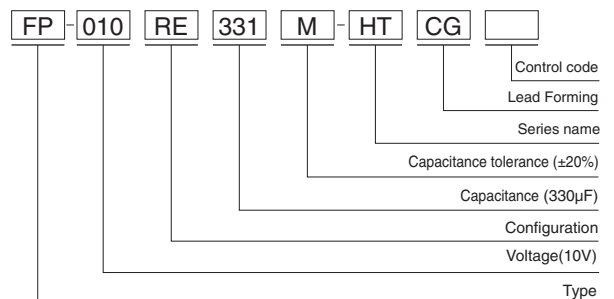 FP-010 RE 331 M-HT CG
Control code
Lead Forming
Series name
Capacitance tolerance (±20%)
Capacitance (330µF)
Configuration
Voltage(10V)
Type